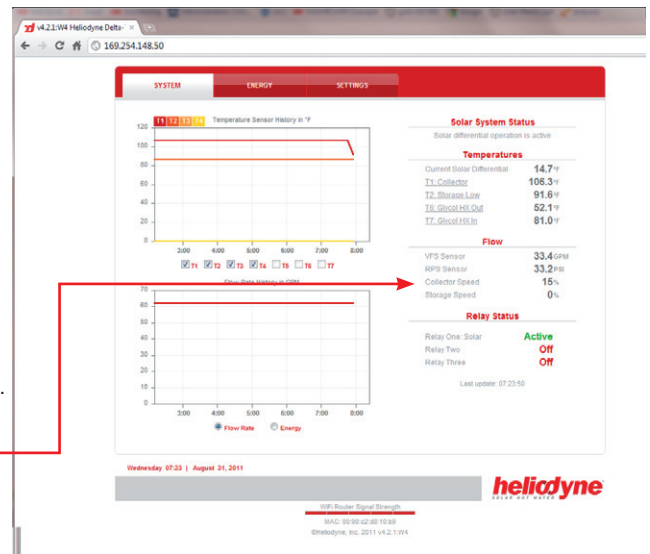 v4.2.1:W4 Heliodyne Delta-
169.254.148.50
SYSTEM ENERGY SETTINGS
T1 T2 T3 T4 Temperature Sensor History in °F
120
100
80
60
40
20
0
2:00 4:00 5:00 6:00 7:00 8:00
T1 T2 T3 T4 T5 T6 T7
Flow Rate History in GPM
70
60
50
40
30
20
10
0
3:00 4:00 5:00 6:00 7:00 8:00
Flow Rate Energy
Solar System Status
Solar differential operation is active
Temperatures
Current Solar Differential 14.7°F
T1: Collector 106.3°F
T2: Storage Low 91.6°F
T6: Glycol HX Out 52.1°F
T7: Glycol HX In 81.0°F
Flow
VFS Sensor 33.4 GPM
RPS Sensor 33.2
Collector Speed 15%
Storage Speed 0%
Relay Status
Relay One: Solar Active
Relay Two Off
Relay Three Off
Last update: 07:23:50
Wednesday 07:23 | August 31, 2011
heliodyne
SOLAR HOT WATER
WiFi Router Signal Strength
MAC: 00:90:c2:d8:10:b9
©Heliodyne, Inc. 2011 v4.2.1:W4